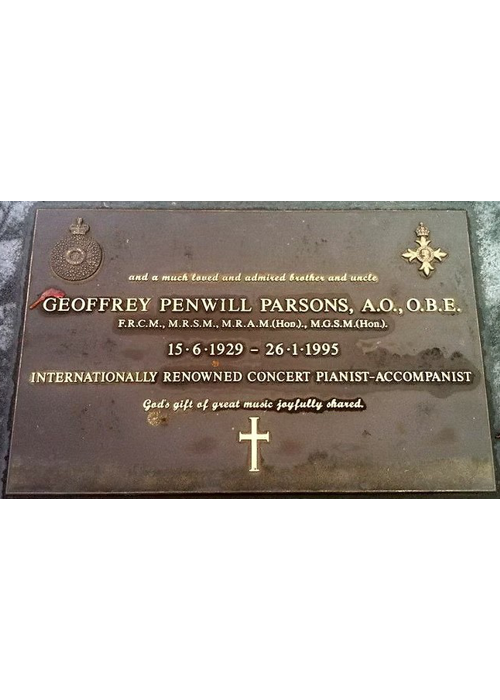 and a much loved and admired brother and uncle
GEOFFREY PENWILL PARSONS, A.O., O.B.E.
F.R.C.M., M.R.S.M., M.R.A.M.(Hon)., M.G.S.M.(Hon).
15·6·1929 – 26·1·1995
INTERNATIONALLY RENOWNED CONCERT PIANIST-ACCOMPANIST
God's gift of great music joyfully shared.